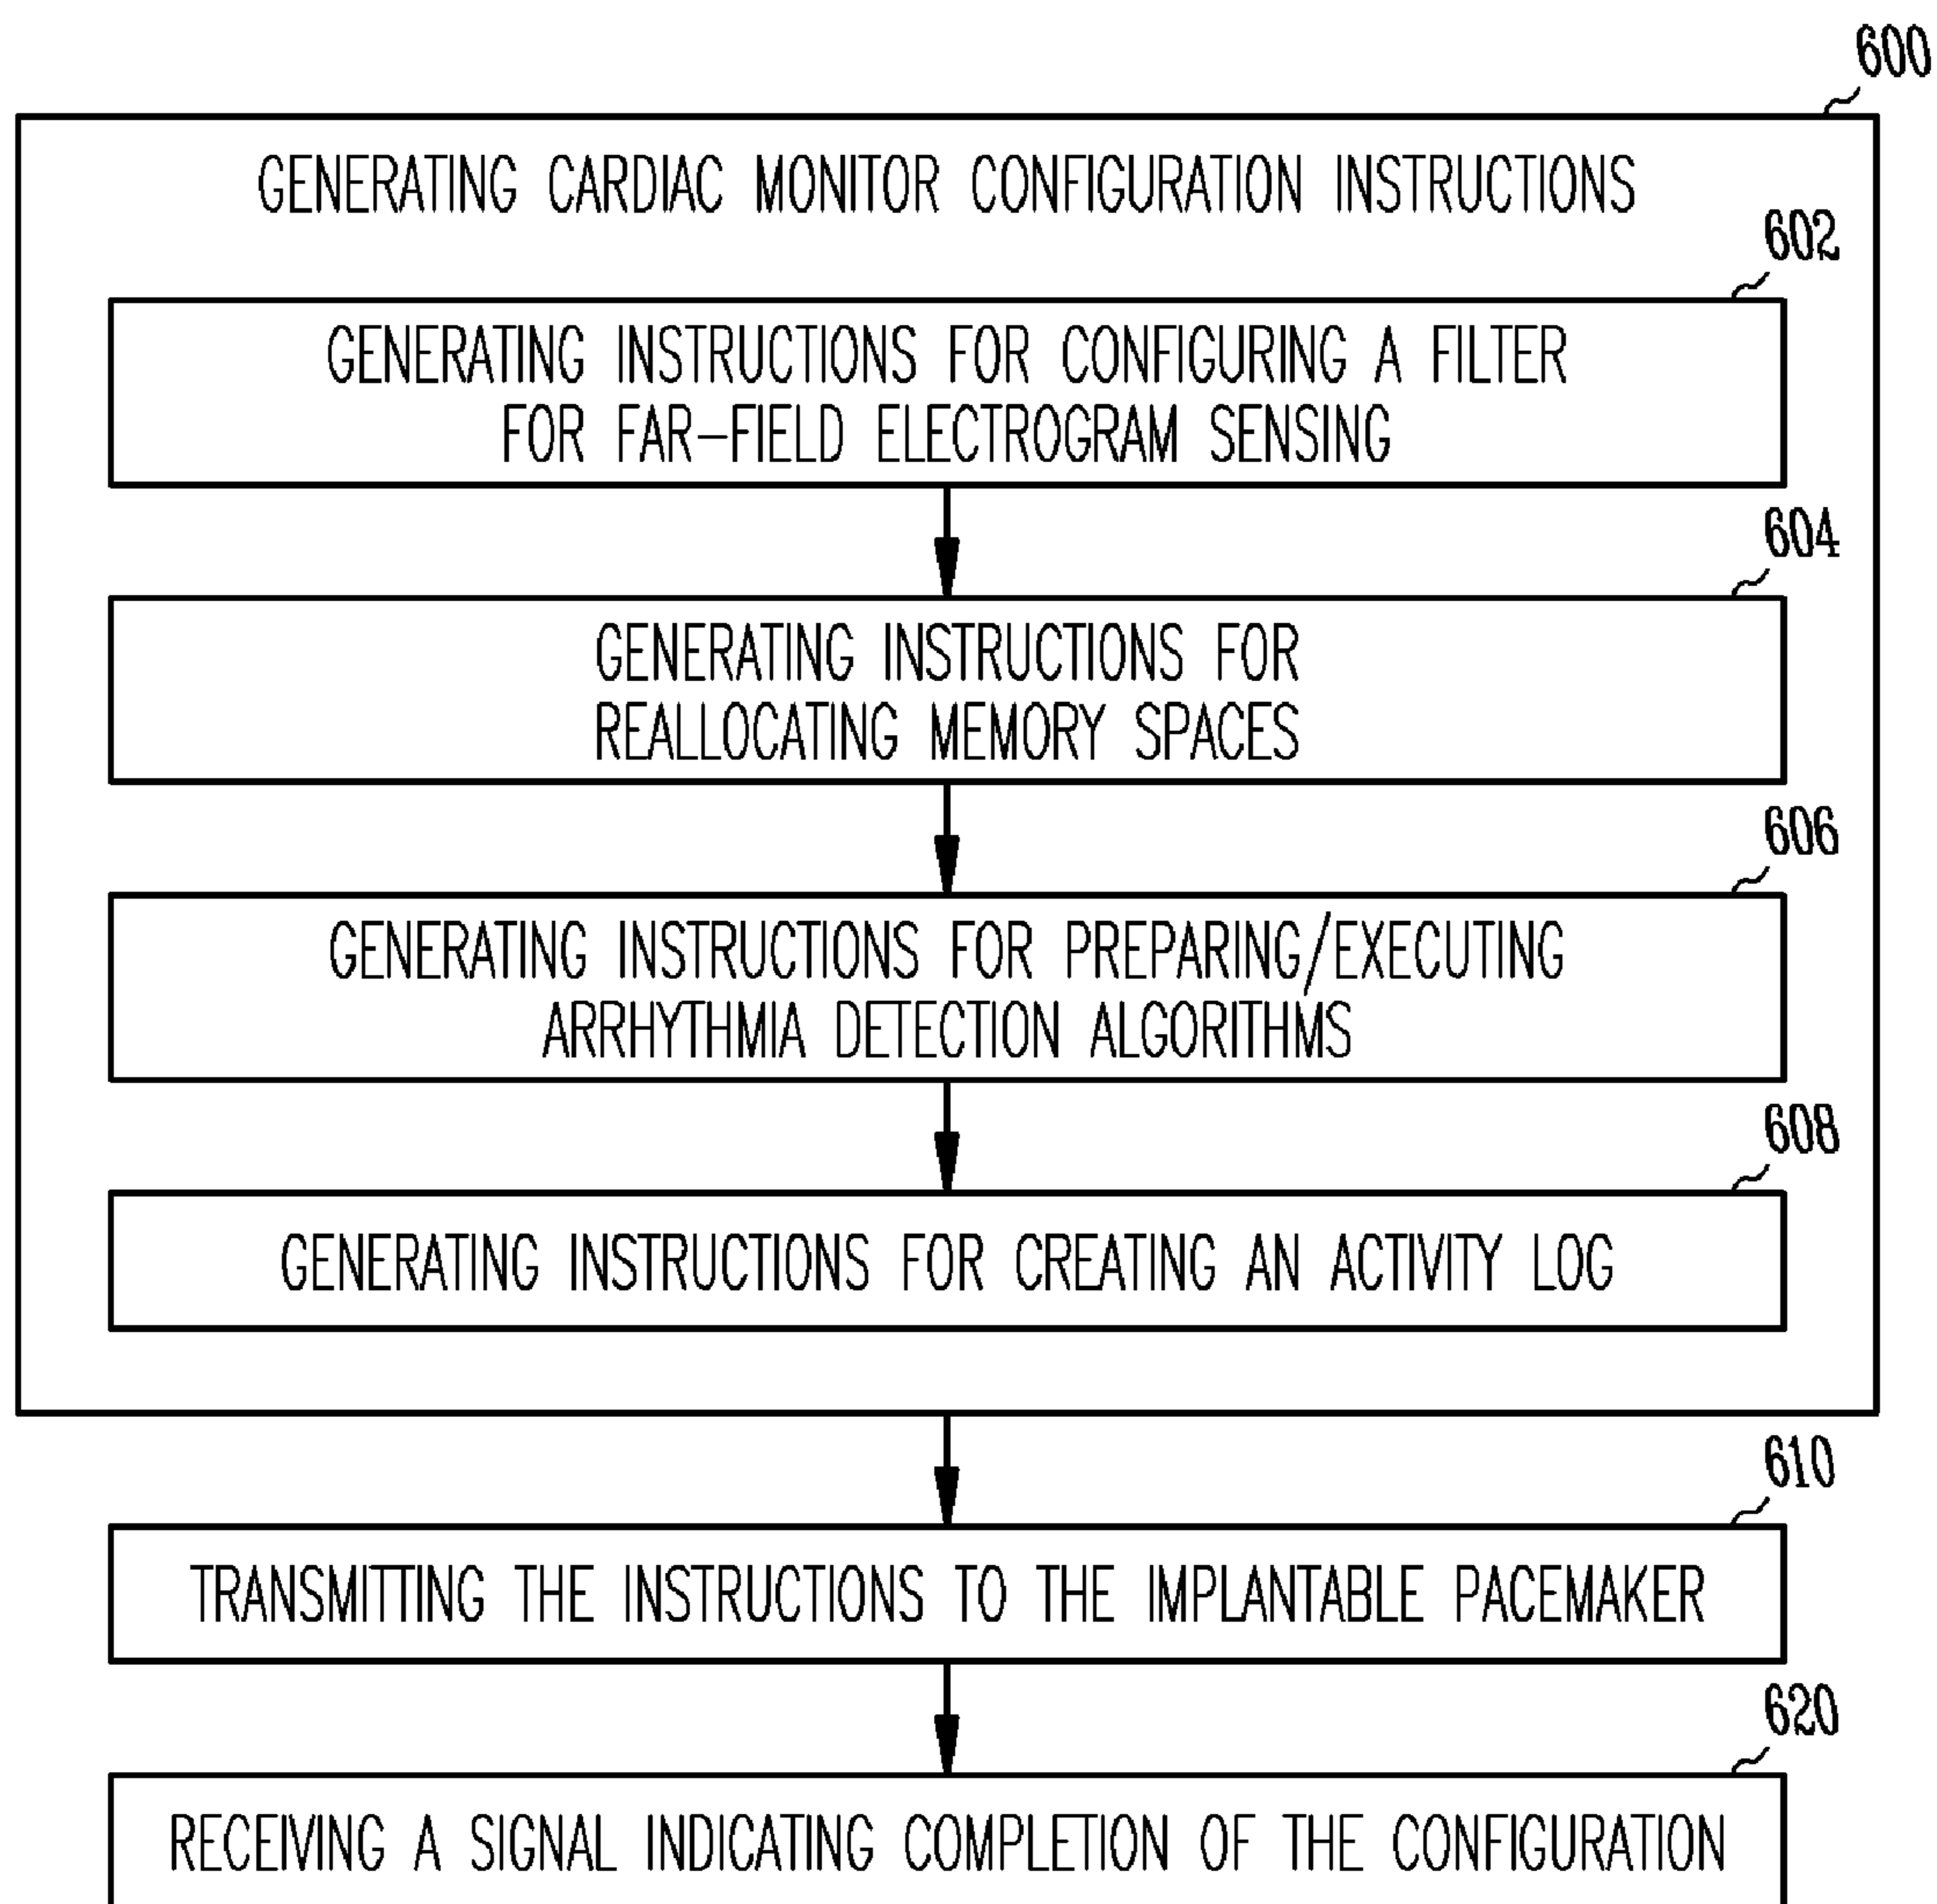 600
GENERATING CARDIAC MONITOR CONFIGURATION INSTRUCTIONS
602
GENERATING INSTRUCTIONS FOR CONFIGURING A FILTER
FOR FAR-FIELD ELECTROGRAM SENSING
604
GENERATING INSTRUCTIONS FOR
REALLOCATING MEMORY SPACES
606
GENERATING INSTRUCTIONS FOR PREPARING/EXECUTING
ARRHYTHMIA DETECTION ALGORITHMS
608
GENERATING INSTRUCTIONS FOR CREATING AN ACTIVITY LOG
610
TRANSMITTING THE INSTRUCTIONS TO THE IMPLANTABLE PACEMAKER
620
RECEIVING A SIGNAL INDICATING COMPLETION OF THE CONFIGURATION